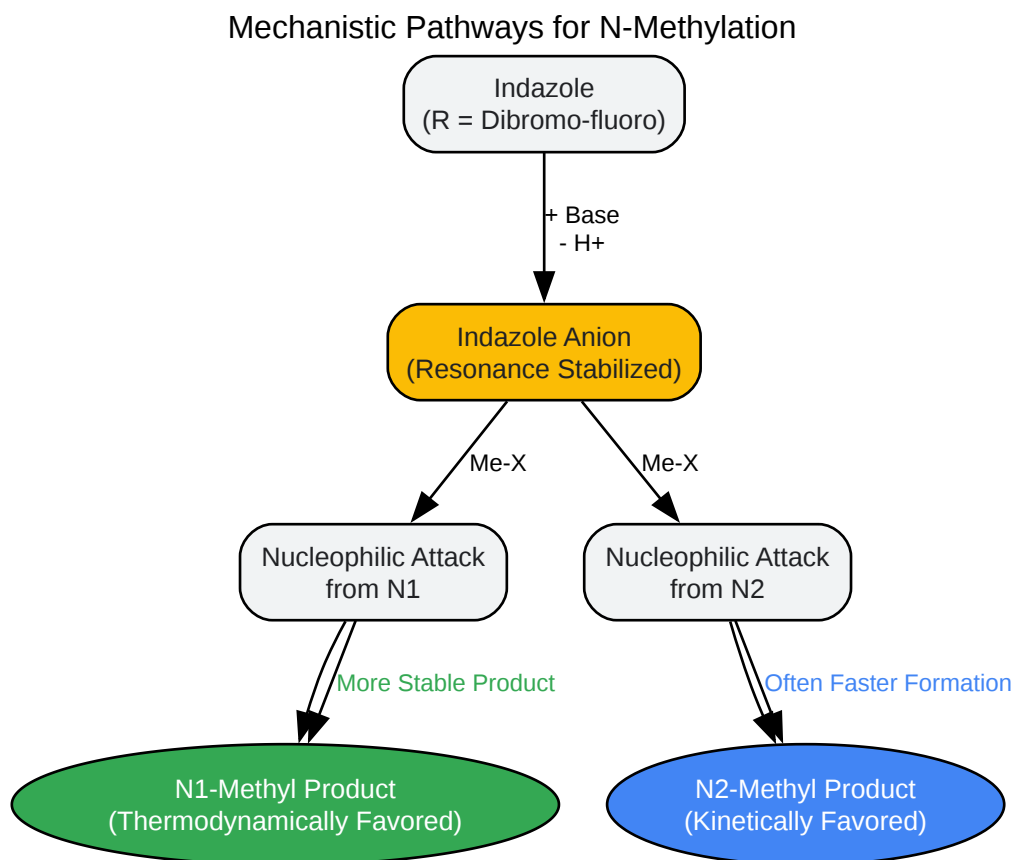 Mechanistic Pathways for N-Methylation
Indazole
(R = Dibromo-fluoro)
+ Base
- H+
Indazole Anion
(Resonance Stabilized)
Me-X
Me-X
Nucleophilic Attack
from N1
Nucleophilic Attack
from N2
More Stable Product
Often Faster Formation
N1-Methyl Product
(Thermodynamically Favored)
N2-Methyl Product
(Kinetically Favored)